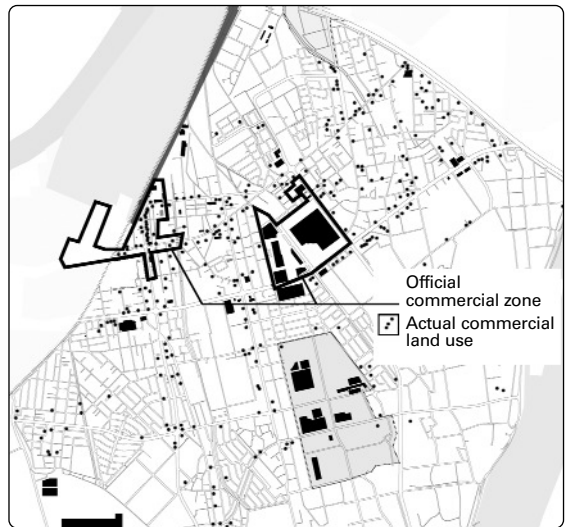 Official
commercial zone
Actual commercial
land use